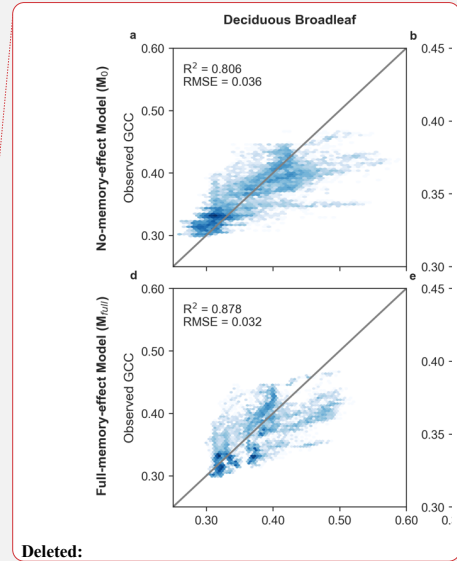 Deciduous Broadleaf
a
b
0.60
0.50
0.40
0.30
R² = 0.806
RMSE = 0.036
No-memory-effect Model (M₀)
Observed GCC
0.45
0.40
0.35
0.30
d
e
0.60
0.50
0.40
0.30
R² = 0.878
RMSE = 0.032
Full-memory-effect Model (Mfull)
Observed GCC
0.45
0.40
0.35
0.30
0.30 0.40 0.50 0.60 0.
Deleted: